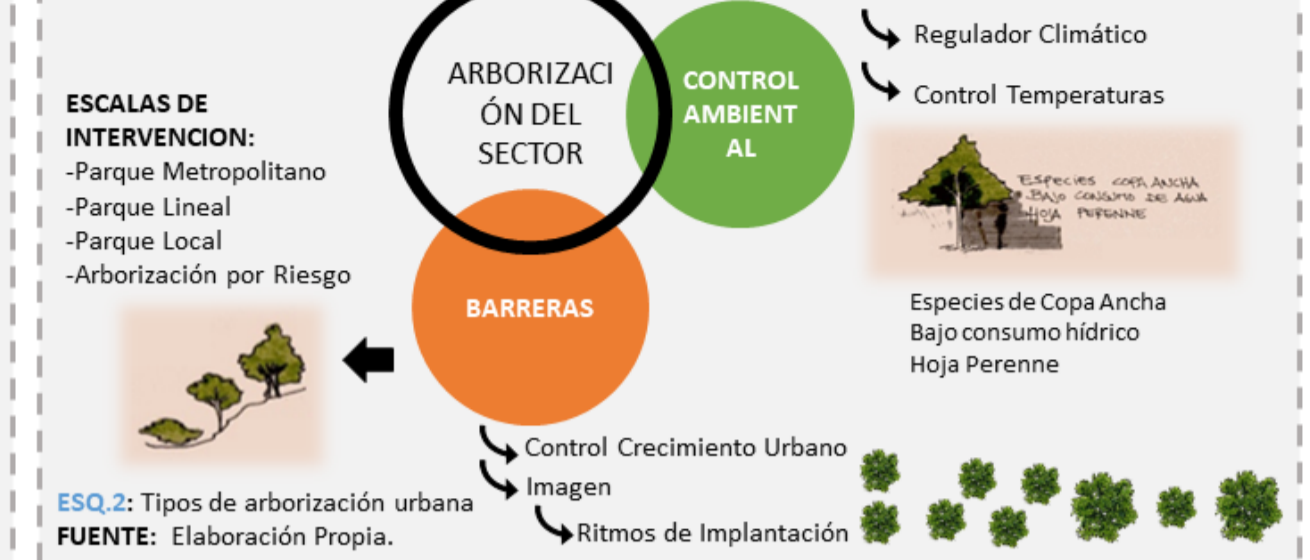 ESCALAS DE
INTERVENCION:
-Parque Metropolitano
-Parque Lineal
-Parque Local
-Arborización por Riesgo
ARBORIZACI
ÓN DEL
SECTOR
CONTROL
AMBIENT
AL
Regulador Climático
Control Temperaturas
ESPECIES COPA ANCHA
BAJO CONSUMO DE AGUA
HOJA PERENNE
Especies de Copa Ancha
Bajo consumo hídrico
Hoja Perenne
BARRERAS
Control Crecimiento Urbano
Imagen
Ritmos de Implantación
ESQ.2: Tipos de arborización urbana
FUENTE: Elaboración Propia.